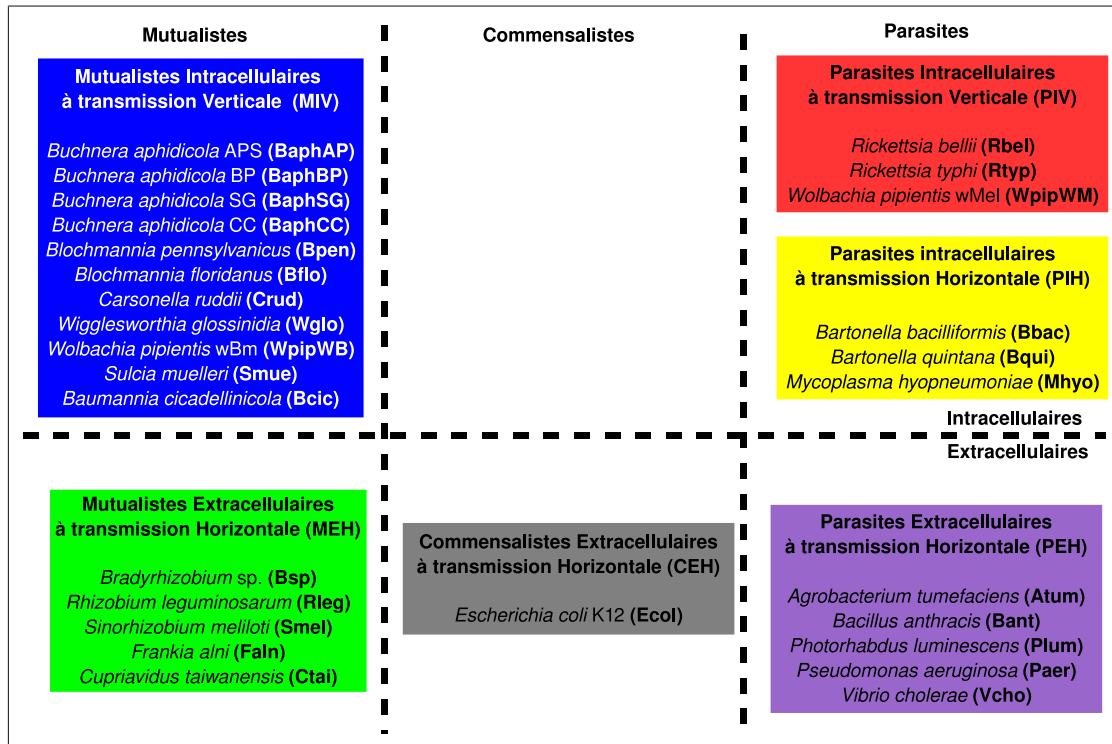 Mutualistes
Commensalistes
Parasites
Mutualistes Intracellulaires
à transmission Verticale (MIV)
Buchnera aphidicola APS (BaphAP)
Buchnera aphidicola BP (BaphBP)
Buchnera aphidicola SG (BaphSG)
Buchnera aphidicola CC (BaphCC)
Blochmannia pennsylvanicus (Bpen)
Blochmannia floridanus (Bflo)
Carsonella ruddii (Crud)
Wigglesworthia glossinidia (Wglo)
Wolbachia pipientis wBm (WpipWB)
Sulcia muelleri (Smue)
Baumannia cicadellinicola (Bcic)
Parasites Intracellulaires
à transmission Verticale (PIV)
Rickettsia bellii (Rbel)
Rickettsia typhi (Rtyp)
Wolbachia pipientis wMel (WpipWM)
Parasites intracellulaires
à transmission Horizontale (PIH)
Bartonella bacilliformis (Bbac)
Bartonella quintana (Bqui)
Mycoplasma hyopneumoniae (Mhyo)
Intracellulaires
Extracellulaires
Mutualistes Extracellulaires
à transmission Horizontale (MEH)
Bradyrhizobium sp. (Bsp)
Rhizobium leguminosarum (Rleg)
Sinorhizobium meliloti (Smel)
Frankia alni (Faln)
Cupriavidus taiwanensis (Ctai)
Commensalistes Extracellulaires
à transmission Horizontale (CEH)
Escherichia coli K12 (Ecol)
Parasites Extracellulaires
à transmission Horizontale (PEH)
Agrobacterium tumefaciens (Atum)
Bacillus anthracis (Bant)
Photorhabdus luminescens (Plum)
Pseudomonas aeruginosa (Paer)
Vibrio cholerae (Vcho)